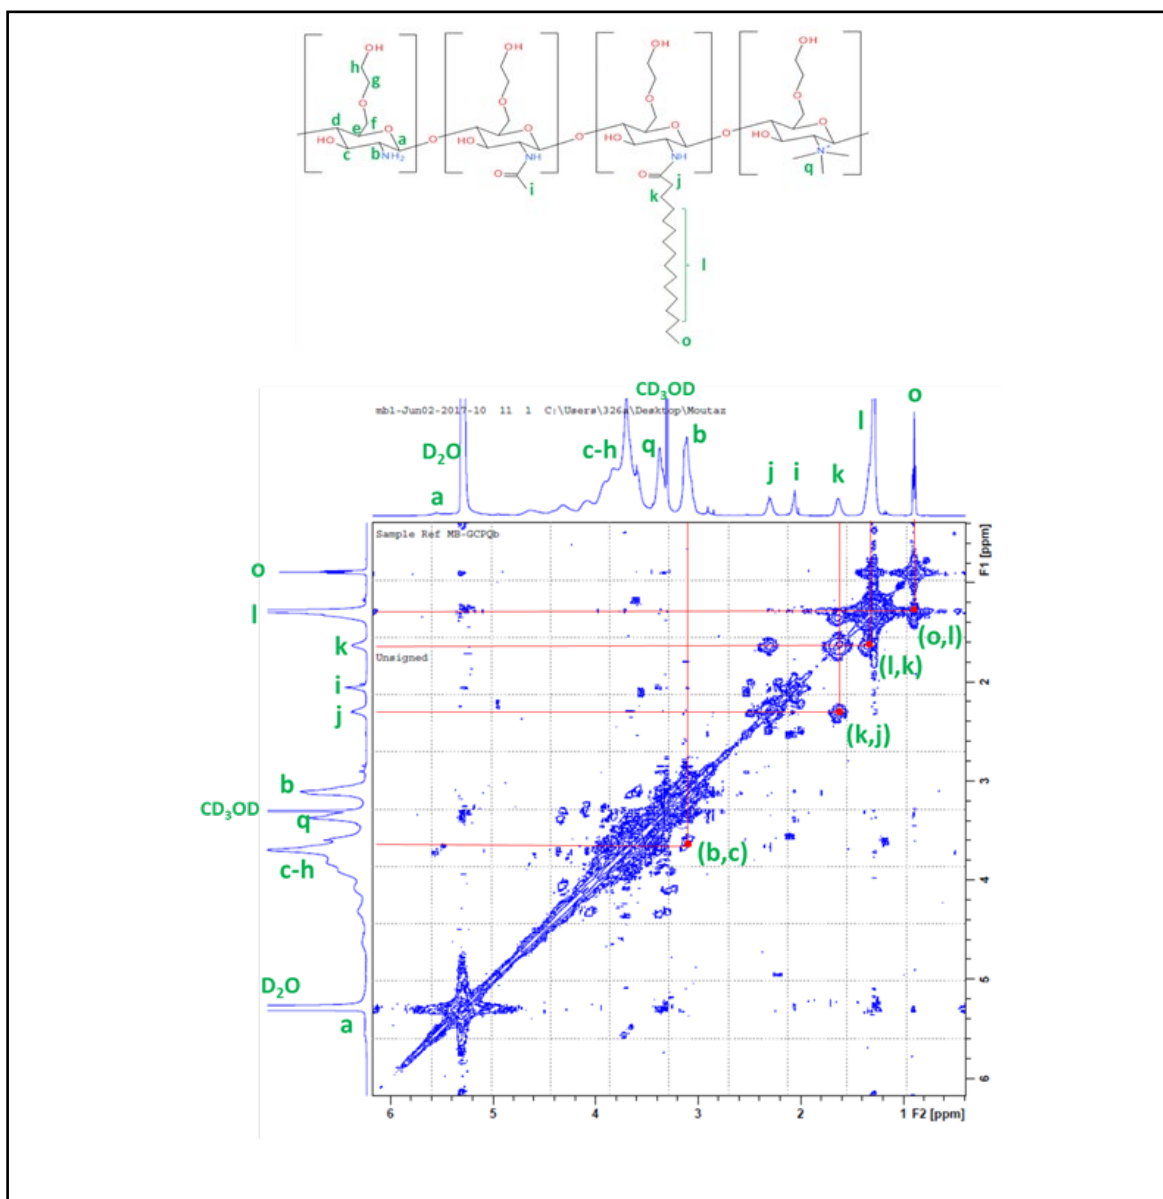 OH OH OH OH
h
g
O O O O
d e f O a O O O O O O
HO c b NH2 HO NH HO NH HO N+
O i O j q
k
l
o
CD3OD
mb1-Jun02-2017-10 11 1 C:\Users\326a\Desktop\Moutaz
o
l
D2O c-h q b
j i k
a
Sample Ref MB-GCPQb
F1 [ppm]
o
1
l
(o,l)
k
Unsigned
(l,k)
i
2
j
(k,j)
b
3
CD3OD
q
(b,c)
c-h
4
D2O
5
a
6
6 5 4 3 2 1 F2 [ppm]